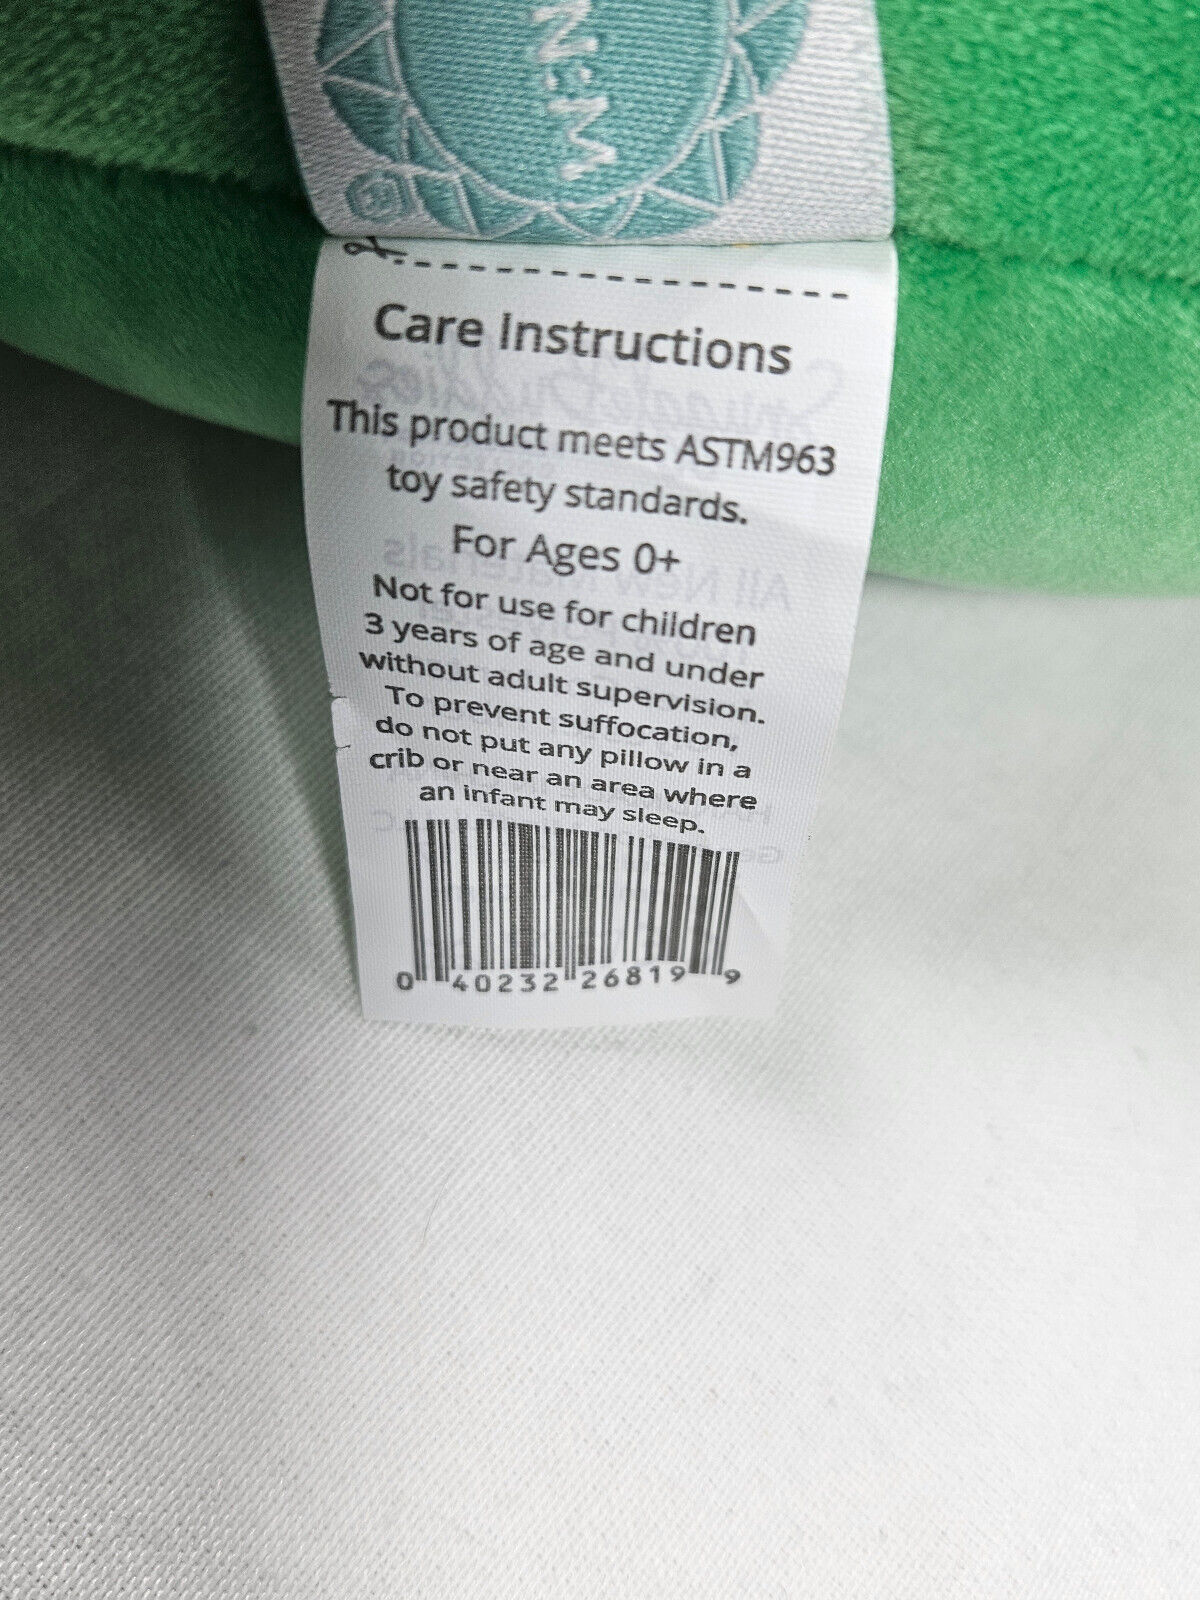 Care Instructions
This product meets ASTM963
toy safety standards.
For Ages 0+
Not for use for children
3 years of age and under
without adult supervision.
To prevent suffocation,
do not put any pillow in a
crib or near an area where
an infant may sleep.
0 40232 26819 9